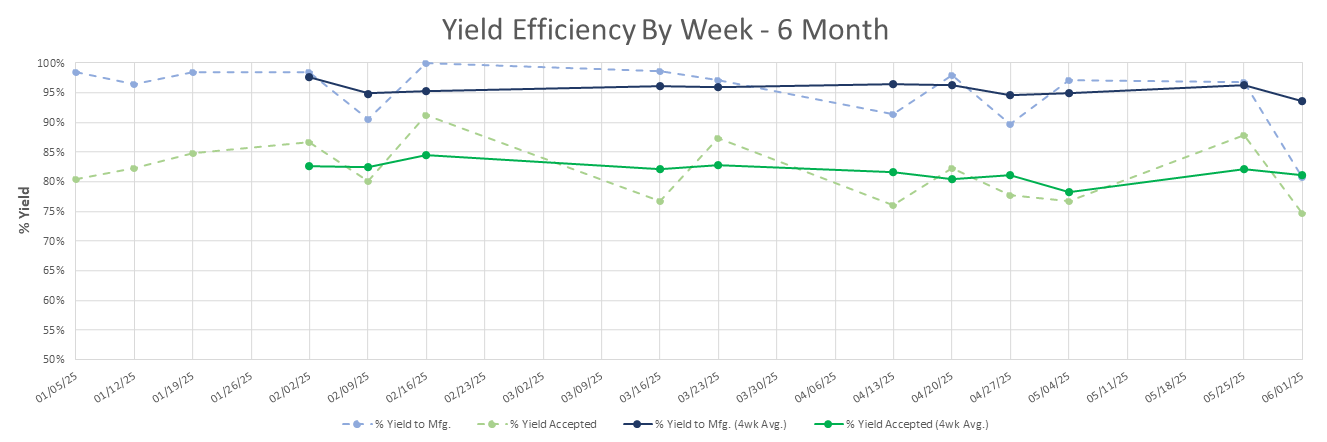 Yield Efficiency By Week - 6 Month
% Yield
100%
95%
90%
85%
80%
75%
70%
65%
60%
55%
50%
01/05/25 01/12/25 01/19/25 01/26/25 02/02/25 02/09/25 02/16/25 02/23/25 03/02/25 03/09/25 03/16/25 03/23/25 03/30/25 04/06/25 04/13/25 04/20/25 04/27/25 05/04/25 05/11/25 05/18/25 05/25/25 06/01/25
% Yield to Mfg. % Yield Accepted % Yield to Mfg. (4wk Avg.) % Yield Accepted (4wk Avg.)